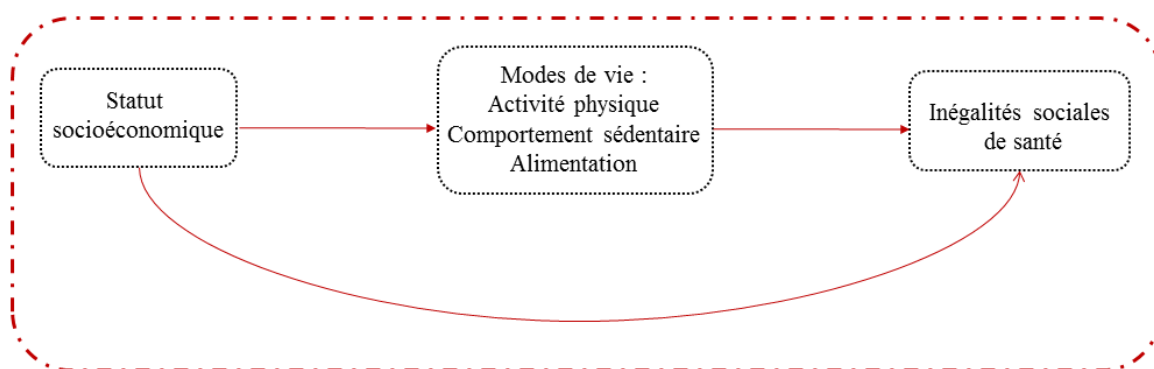 Statut
socioéconomique
Modes de vie :
Activité physique
Comportement sédentaire
Alimentation
Inégalités sociales
de santé